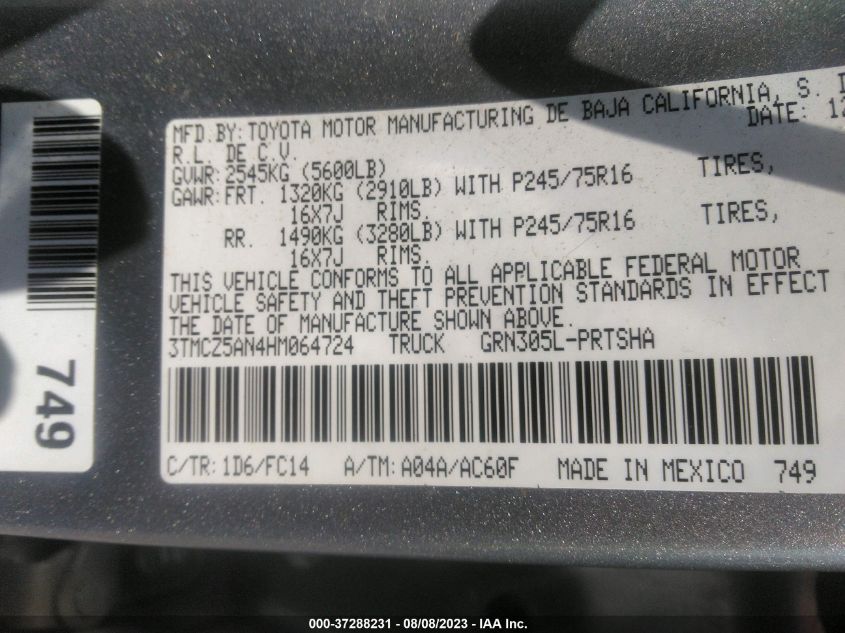 MFD.BY: TOYOTA MOTOR MANUFACTURING DE BAJA CALIFORNIA, S.
R.L. DE C.V. DATE: 12
GVWR: 2545KG (5600LB)
GAWR: FRT. 1320KG (2910LB) WITH P245/75R16 TIRES,
16X7J RIMS.
RR. 1490KG (3280LB) WITH P245/75R16 TIRES,
16X7J RIMS.
THIS VEHICLE CONFORMS TO ALL APPLICABLE FEDERAL MOTOR
VEHICLE SAFETY AND THEFT PREVENTION STANDARDS IN EFFECT
THE DATE OF MANUFACTURE SHOWN ABOVE.
3TMCZ5AN4HM064724 TRUCK GRN305L-PRTSHA
C/TR: 1D6/FC14 A/TM: A04A/AC60F MADE IN MEXICO 749
749
000-37288231 - 08/08/2023 - IAA Inc.